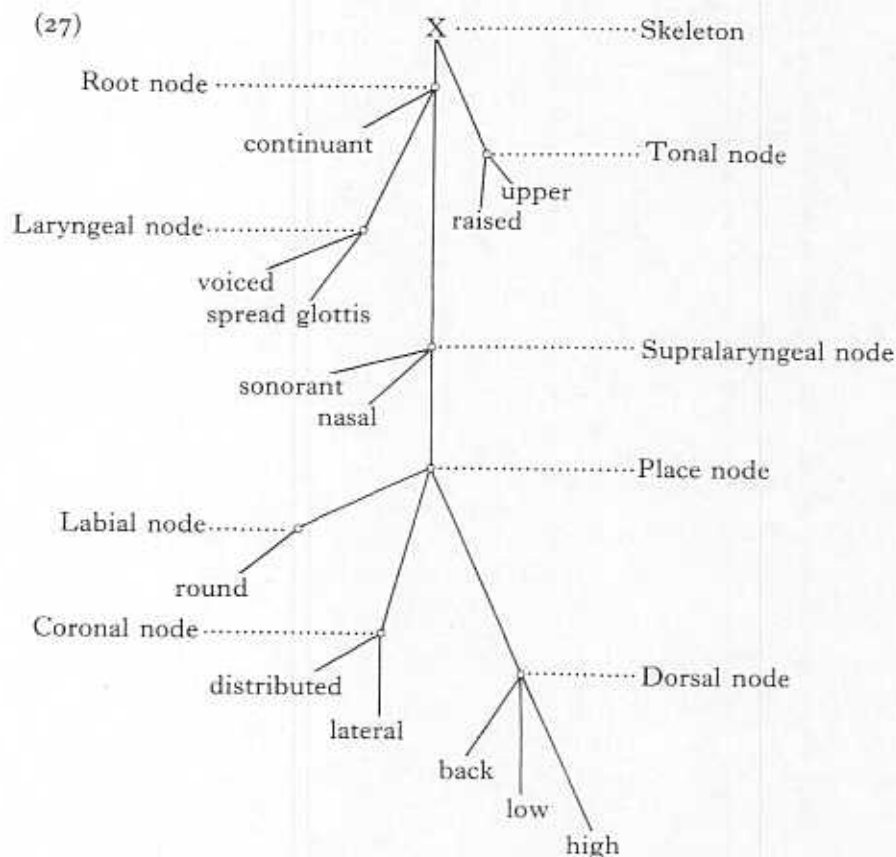 (27)
X Skeleton
Root node
continuant
Tonal node
upper
raised
Laryngeal node
voiced
spread glottis
Supralaryngeal node
sonorant
nasal
Place node
Labial node
round
Coronal node
distributed
Dorsal node
lateral
back
low
high